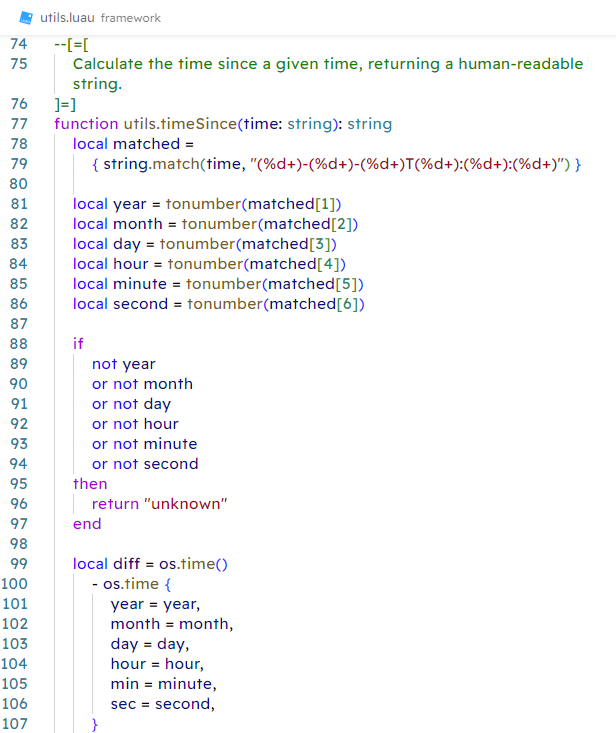 utils.luau framework
74 --[=[
75 Calculate the time since a given time, returning a human-readable
string.
76 ]=]
77 function utils.timeSince(time: string): string
78 local matched =
79 { string.match(time, "(%d+)-(%d+)-(%d+)T(%d+):(%d+):(%d+)") }
80
81 local year = tonumber(matched[1])
82 local month = tonumber(matched[2])
83 local day = tonumber(matched[3])
84 local hour = tonumber(matched[4])
85 local minute = tonumber(matched[5])
86 local second = tonumber(matched[6])
87
88 if
89 not year
90 or not month
91 or not day
92 or not hour
93 or not minute
94 or not second
95 then
96 return "unknown"
97 end
98
99 local diff = os.time()
100 - os.time {
101 year = year,
102 month = month,
103 day = day,
104 hour = hour,
105 min = minute,
106 sec = second,
107 }